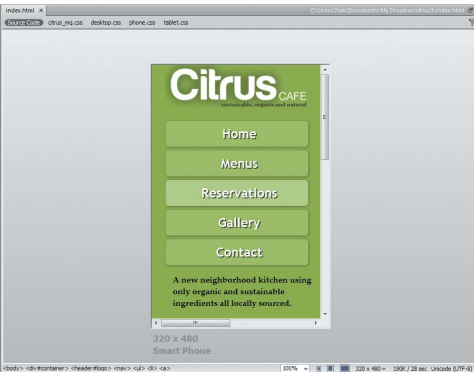 index.html ×
C:\Users\Tom\Documents\My Dropbox\citrus3\index.html
Source Code citrus_mq.css desktop.css phone.css tablet.css
Citrus CAFE
sustainable, organic and natural
Home
Menus
Reservations
Gallery
Contact
A new neighborhood kitchen using
only organic and sustainable
ingredients all locally sourced.
320 x 480
Smart Phone
<body> <div#container> <header#logo> <nav> <ul> <li> <a>
100% 320 x 480 190K / 28 sec Unicode (UTF-8)